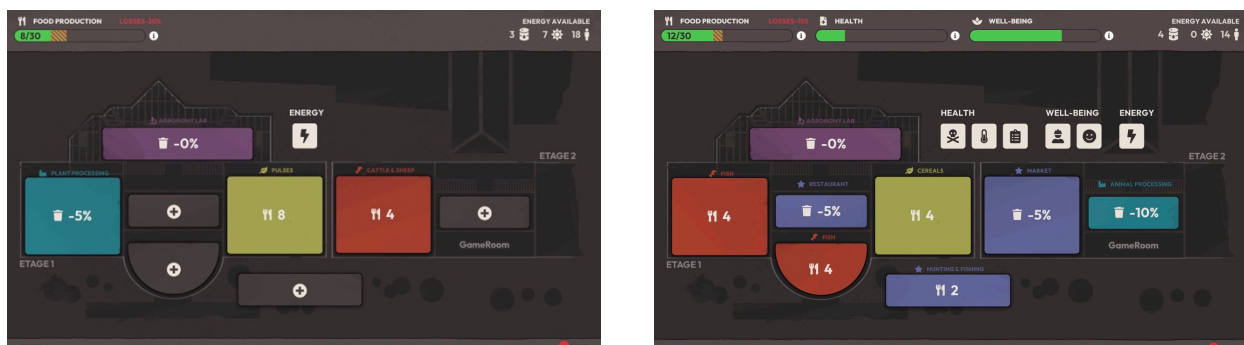 FOOD PRODUCTION LOSSES-20%
8/30
ENERGY AVAILABLE
3 7 18
ENERGY
AGRONOMY LAB
-0%
ETAGE 2
PLANT PROCESSING
-5%
PULSES
8
CATTLE & SHEEP
4
GameRoom
ETAGE 1
FOOD PRODUCTION LOSSES-15%
12/30
HEALTH
WELL-BEING
ENERGY AVAILABLE
4 0 14
HEALTH
WELL-BEING
ENERGY
AGRONOMY LAB
-0%
ETAGE 2
FISH
4
RESTAURANT
-5%
FISH
4
CEREALS
4
MARKET
-5%
ANIMAL PROCESSING
-10%
GameRoom
ETAGE 1
HUNTING & FISHING
2